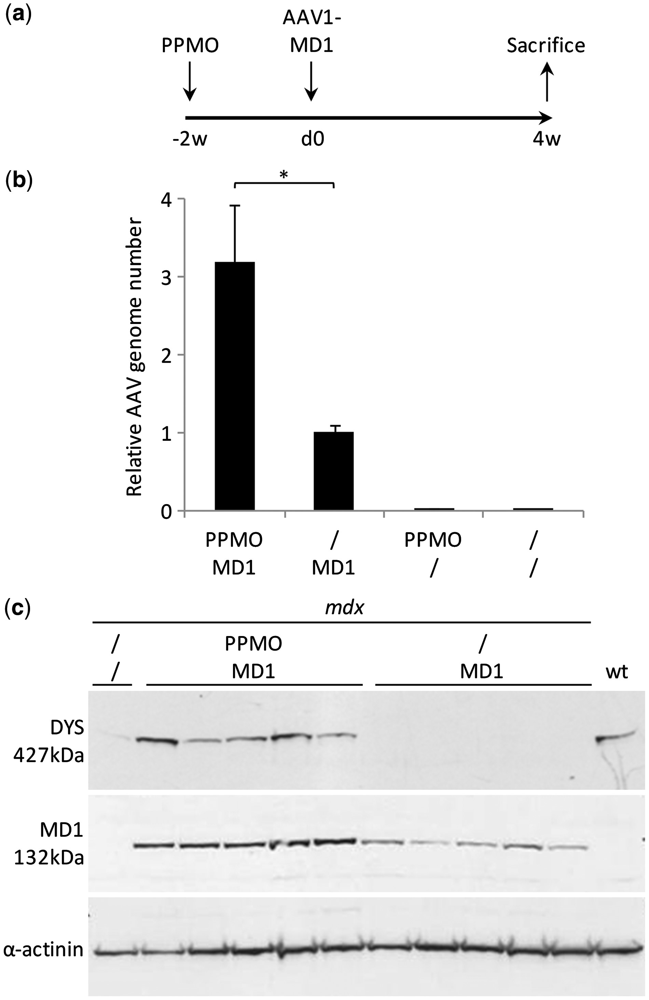 (a)
AAV1-
PPMO MD1 Sacrifice
-2w d0 4w
(b)
*
Relative AAV genome number
4
3
2
1
0
PPMO / PPMO /
MD1 MD1 / /
(c)
mdx
/ PPMO /
/ MD1 MD1 wt
DYS
427kDa
MD1
132kDa
α-actinin